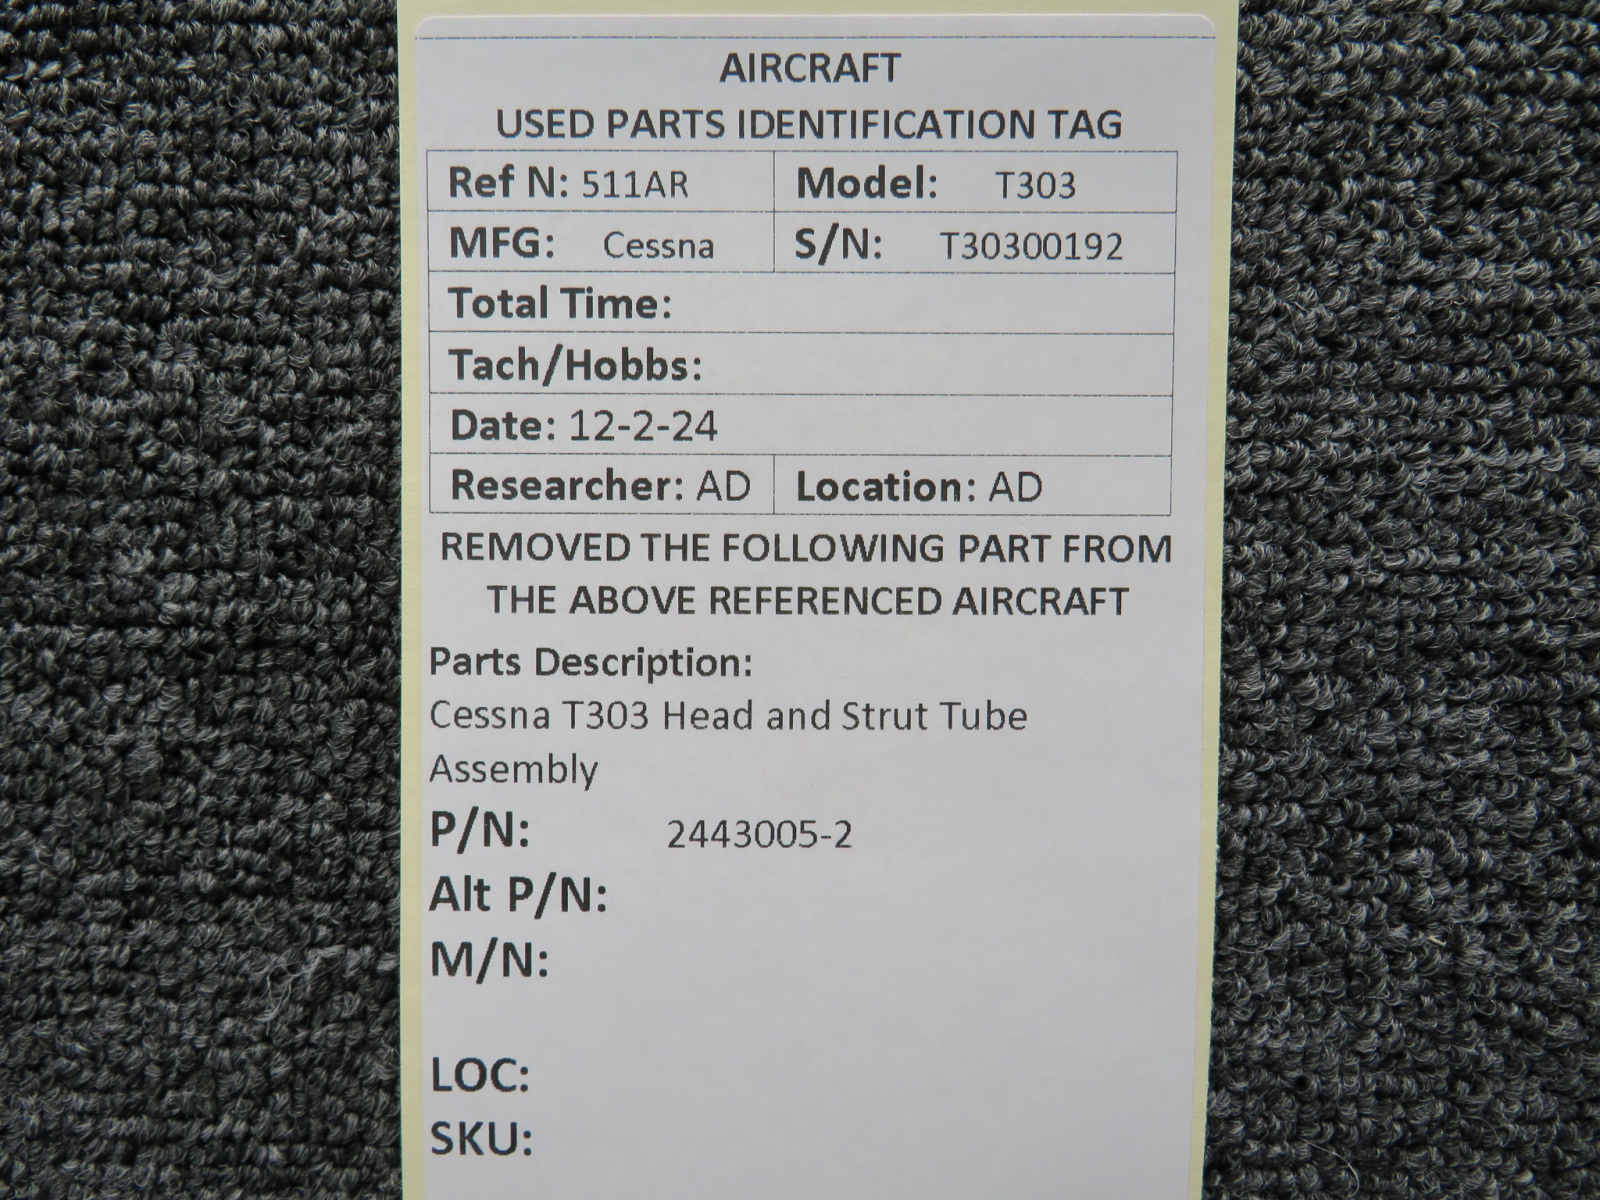 AIRCRAFT
USED PARTS IDENTIFICATION TAG
Ref N: 511AR Model: T303
MFG: Cessna S/N: T30300192
Total Time:
Tach/Hobbs:
Date: 12-2-24
Researcher: AD Location: AD
REMOVED THE FOLLOWING PART FROM
THE ABOVE REFERENCED AIRCRAFT
Parts Description:
Cessna T303 Head and Strut Tube
Assembly
P/N: 2443005-2
Alt P/N:
M/N:
LOC:
SKU: